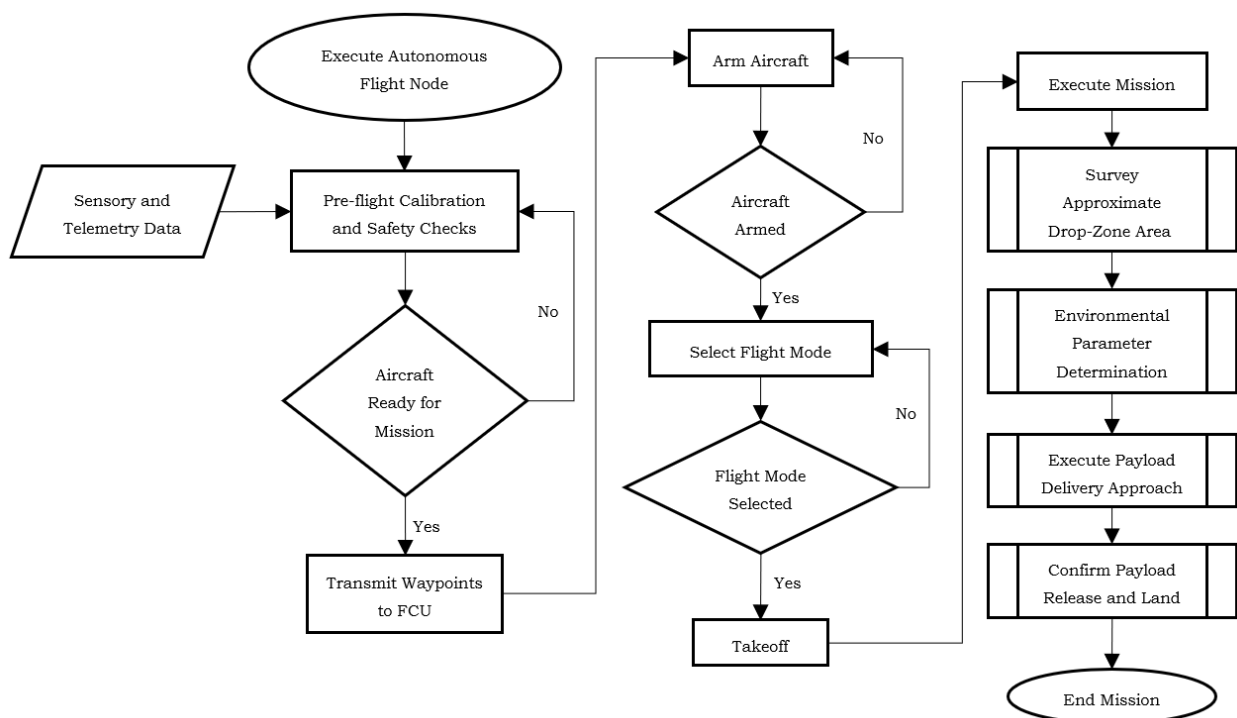 Execute Autonomous
Flight Node
Sensory and
Telemetry Data
Pre-flight Calibration
and Safety Checks
No
Aircraft
Ready for
Mission
Yes
Transmit Waypoints
to FCU
Arm Aircraft
No
Aircraft
Armed
Yes
Select Flight Mode
No
Flight Mode
Selected
Yes
Takeoff
Execute Mission
Survey
Approximate
Drop-Zone Area
Environmental
Parameter
Determination
Execute Payload
Delivery Approach
Confirm Payload
Release and Land
End Mission